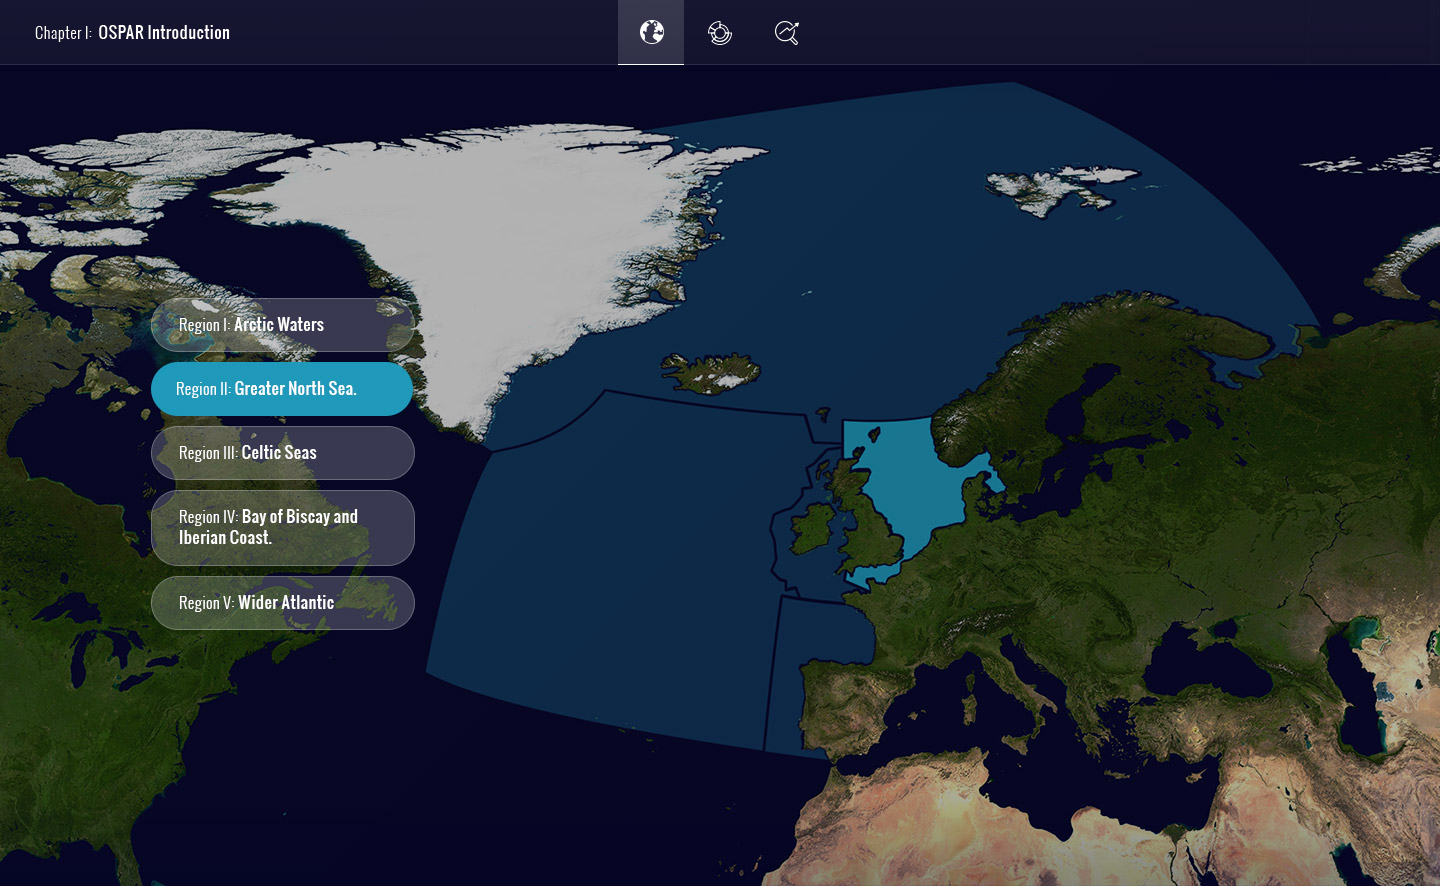 Chapter I: OSPAR Introduction
Region I: Arctic Waters
Region II: Greater North Sea.
Region III: Celtic Seas
Region IV: Bay of Biscay and
Iberian Coast.
Region V: Wider Atlantic